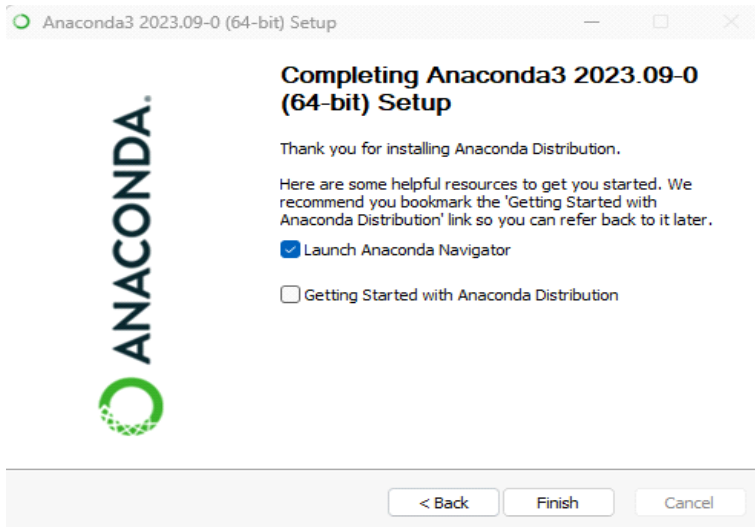 Anaconda3 2023.09-0 (64-bit) Setup
ANACONDA.
Completing Anaconda3 2023.09-0
(64-bit) Setup
Thank you for installing Anaconda Distribution.
Here are some helpful resources to get you started. We
recommend you bookmark the 'Getting Started with
Anaconda Distribution' link so you can refer back to it later.
Launch Anaconda Navigator
Getting Started with Anaconda Distribution
< Back Finish Cancel